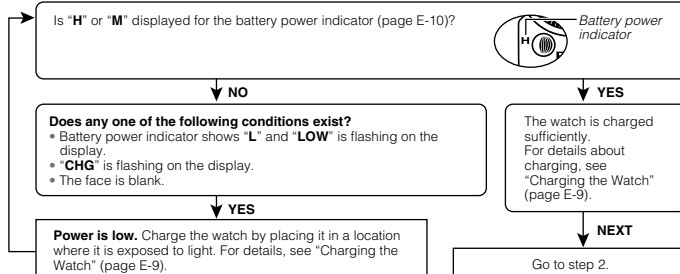 Is “H” or “M” displayed for the battery power indicator (page E-10)?
Battery power
indicator
H
NO
YES
Does any one of the following conditions exist?
• Battery power indicator shows “L” and “LOW” is flashing on the
display.
• “CHG” is flashing on the display.
• The face is blank.
The watch is charged
sufficiently.
For details about
charging, see
“Charging the Watch”
(page E-9).
YES
NEXT
Power is low. Charge the watch by placing it in a location
where it is exposed to light. For details, see “Charging the
Watch” (page E-9).
Go to step 2.